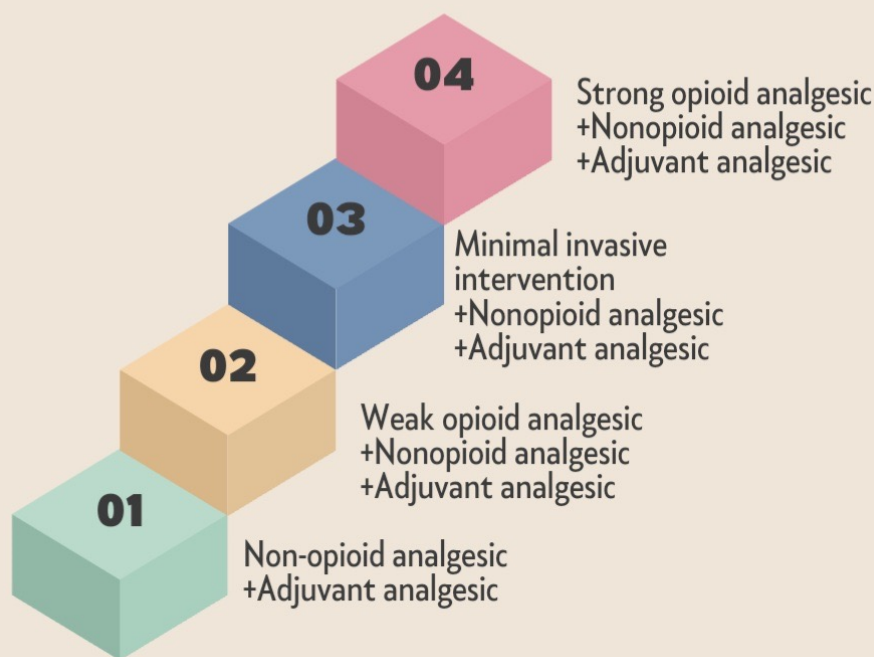 04
Strong opioid analgesic
+Nonopioid analgesic
+Adjuvant analgesic
03
Minimal invasive
intervention
+Nonopioid analgesic
+Adjuvant analgesic
02
Weak opioid analgesic
+Nonopioid analgesic
+Adjuvant analgesic
01
Non-opioid analgesic
+Adjuvant analgesic